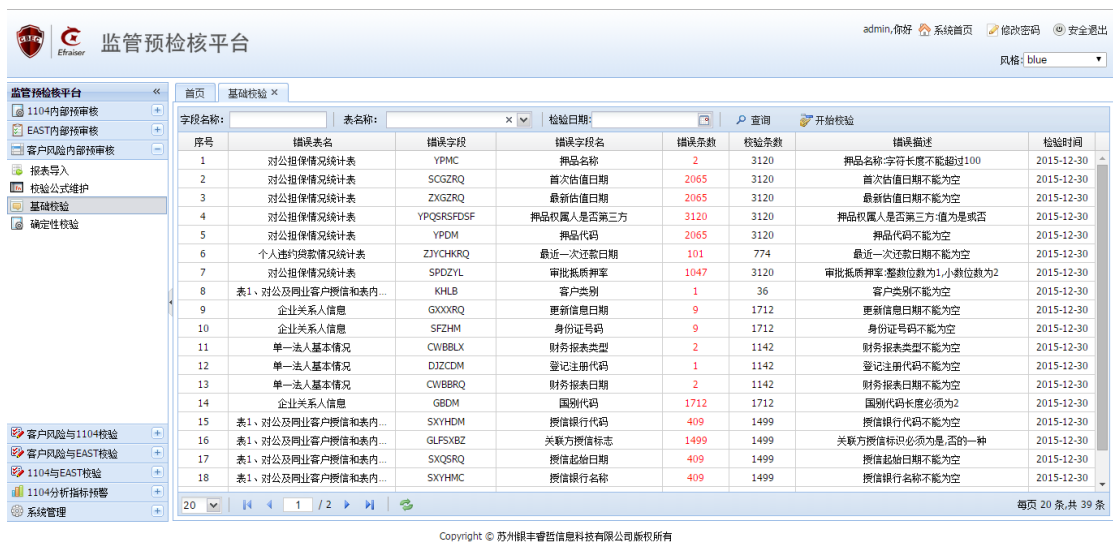 CBRC
Efraiser
监管预检核平台
admin,你好 系统首页 修改密码 安全退出
风格: blue
监管预检核平台 «
1104内部预审核
EAST内部预审核
客户风险内部预审核
报表导入
校验公式维护
基础校验
确定性校验
客户风险与1104校验
客户风险与EAST校验
1104与EAST校验
1104分析指标预警
系统管理
首页 基础校验 ×
字段名称: 表名称: × 检验日期: 查询 开始校验
序号 错误表名 错误字段 错误字段名 错误条数 校验条数 错误描述 检验时间
1 对公担保情况统计表 YPMC 押品名称 2 3120 押品名称:字符长度不能超过100 2015-12-30
2 对公担保情况统计表 SCGZRQ 首次估值日期 2065 3120 首次估值日期不能为空 2015-12-30
3 对公担保情况统计表 ZXGZRQ 最新估值日期 2065 3120 最新估值日期不能为空 2015-12-30
4 对公担保情况统计表 YPQSRSFDSF 押品权属人是否第三方 3120 3120 押品权属人是否第三方:值为是或否 2015-12-30
5 对公担保情况统计表 YPDM 押品代码 2065 3120 押品代码不能为空 2015-12-30
6 个人违约贷款情况统计表 ZJYCHKRQ 最近一次还款日期 101 774 最近一次还款日期不能为空 2015-12-30
7 对公担保情况统计表 SPDZYL 审批抵质押率 1047 3120 审批抵质押率:整数位数为1,小数位数为2 2015-12-30
8 表1、对公及同业客户授信和表内... KHLB 客户类别 1 36 客户类别不能为空 2015-12-30
9 企业关系人信息 GXXXRQ 更新信息日期 9 1712 更新信息日期不能为空 2015-12-30
10 企业关系人信息 SFZHM 身份证号码 9 1712 身份证号码不能为空 2015-12-30
11 单一法人基本情况 CWBBLX 财务报表类型 2 1142 财务报表类型不能为空 2015-12-30
12 单一法人基本情况 DJZCDM 登记注册代码 1 1142 登记注册代码不能为空 2015-12-30
13 单一法人基本情况 CWBBRQ 财务报表日期 2 1142 财务报表日期不能为空 2015-12-30
14 企业关系人信息 GBDM 国别代码 1712 1712 国别代码长度必须为2 2015-12-30
15 表1、对公及同业客户授信和表内... SXYHDM 授信银行代码 409 1499 授信银行代码不能为空 2015-12-30
16 表1、对公及同业客户授信和表内... GLFSXBZ 关联方授信标志 1499 1499 关联方授信标识必须为是,否的一种 2015-12-30
17 表1、对公及同业客户授信和表内... SXQSRQ 授信起始日期 409 1499 授信起始日期不能为空 2015-12-30
18 表1、对公及同业客户授信和表内... SXYHMC 授信银行名称 409 1499 授信银行名称不能为空 2015-12-30
20 1 / 2 每页 20 条,共 39 条
Copyright © 苏州银丰睿哲信息科技有限公司版权所有